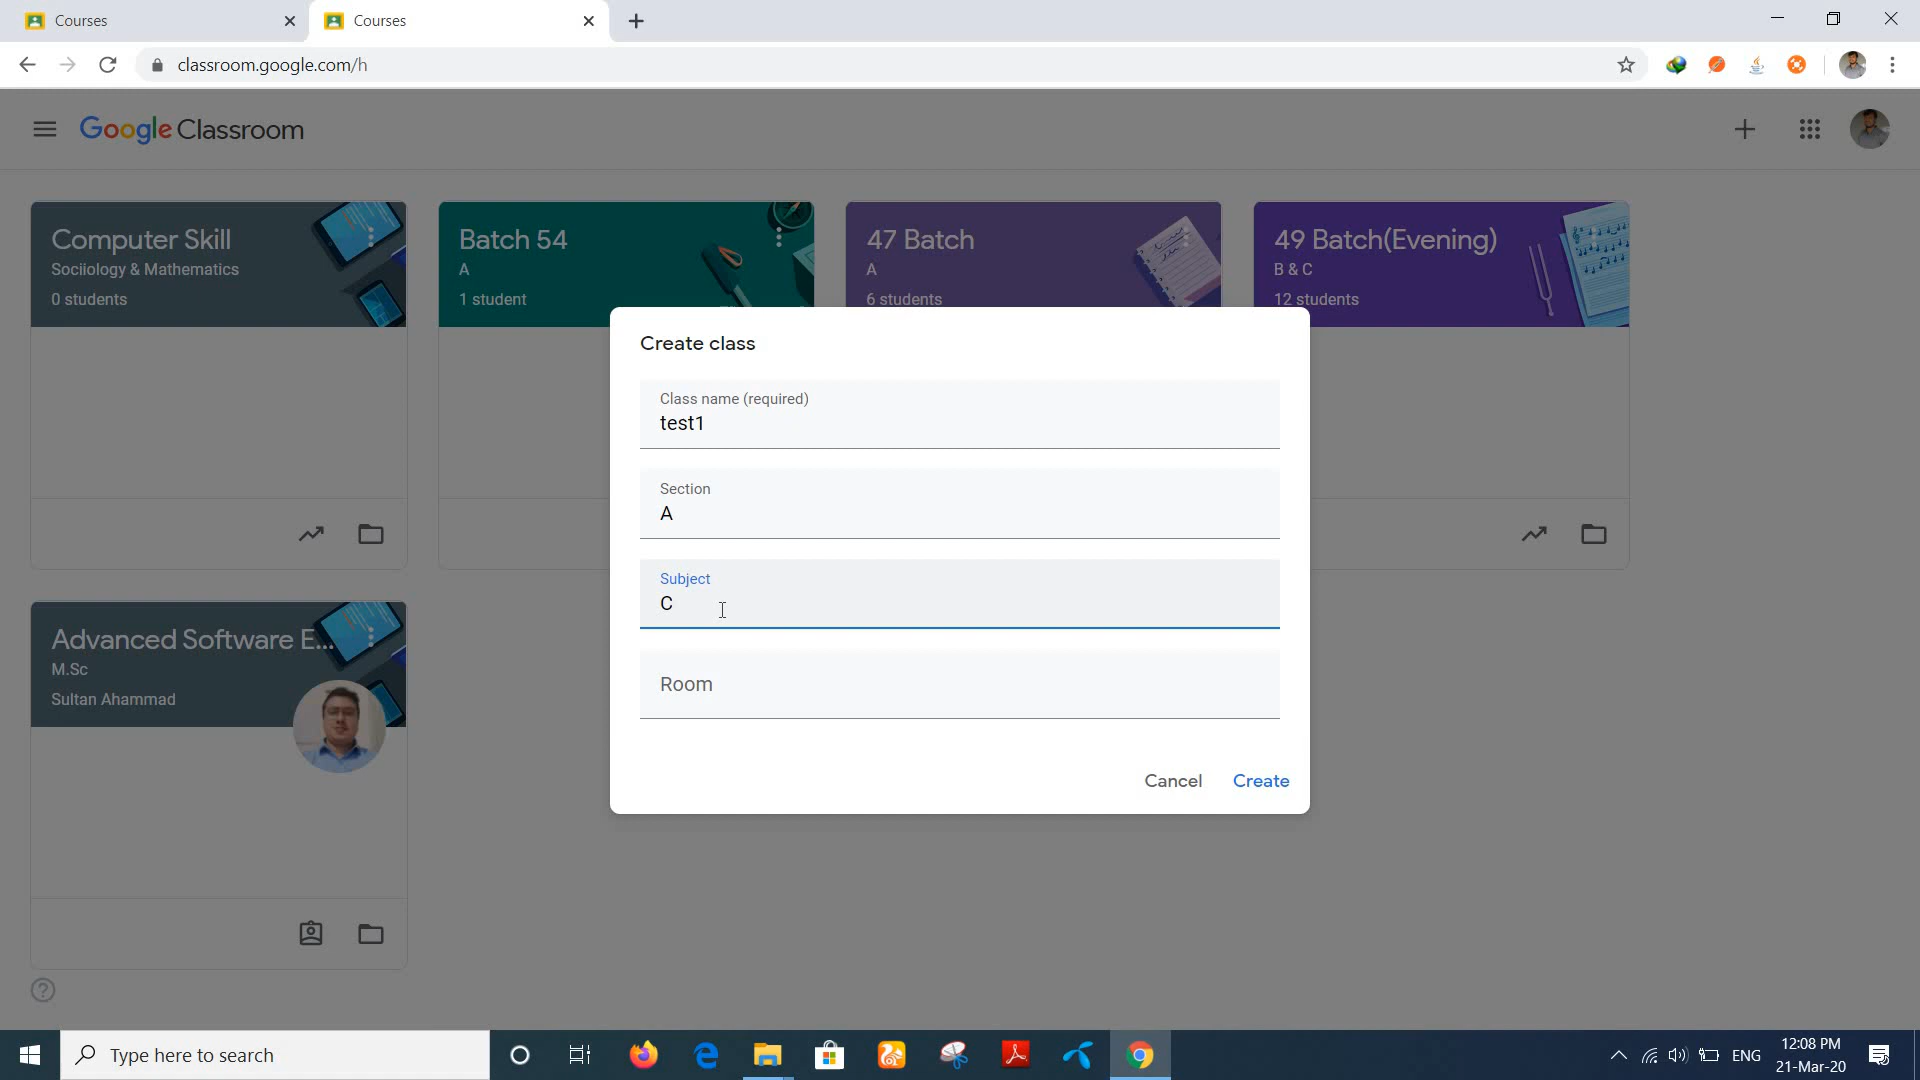 Courses
Courses
classroom.google.com/h
Google Classroom
Computer Skill
Sociiology & Mathematics
0 students
Batch 54
A
1 student
47 Batch
A
6 students
49 Batch(Evening)
B & C
12 students
Create class
Class name (required)
test1
Section
A
Subject
C
Room
Cancel
Create
Advanced Software E...
M.Sc
Sultan Ahammad
Type here to search
ENG
12:08 PM
21-Mar-20